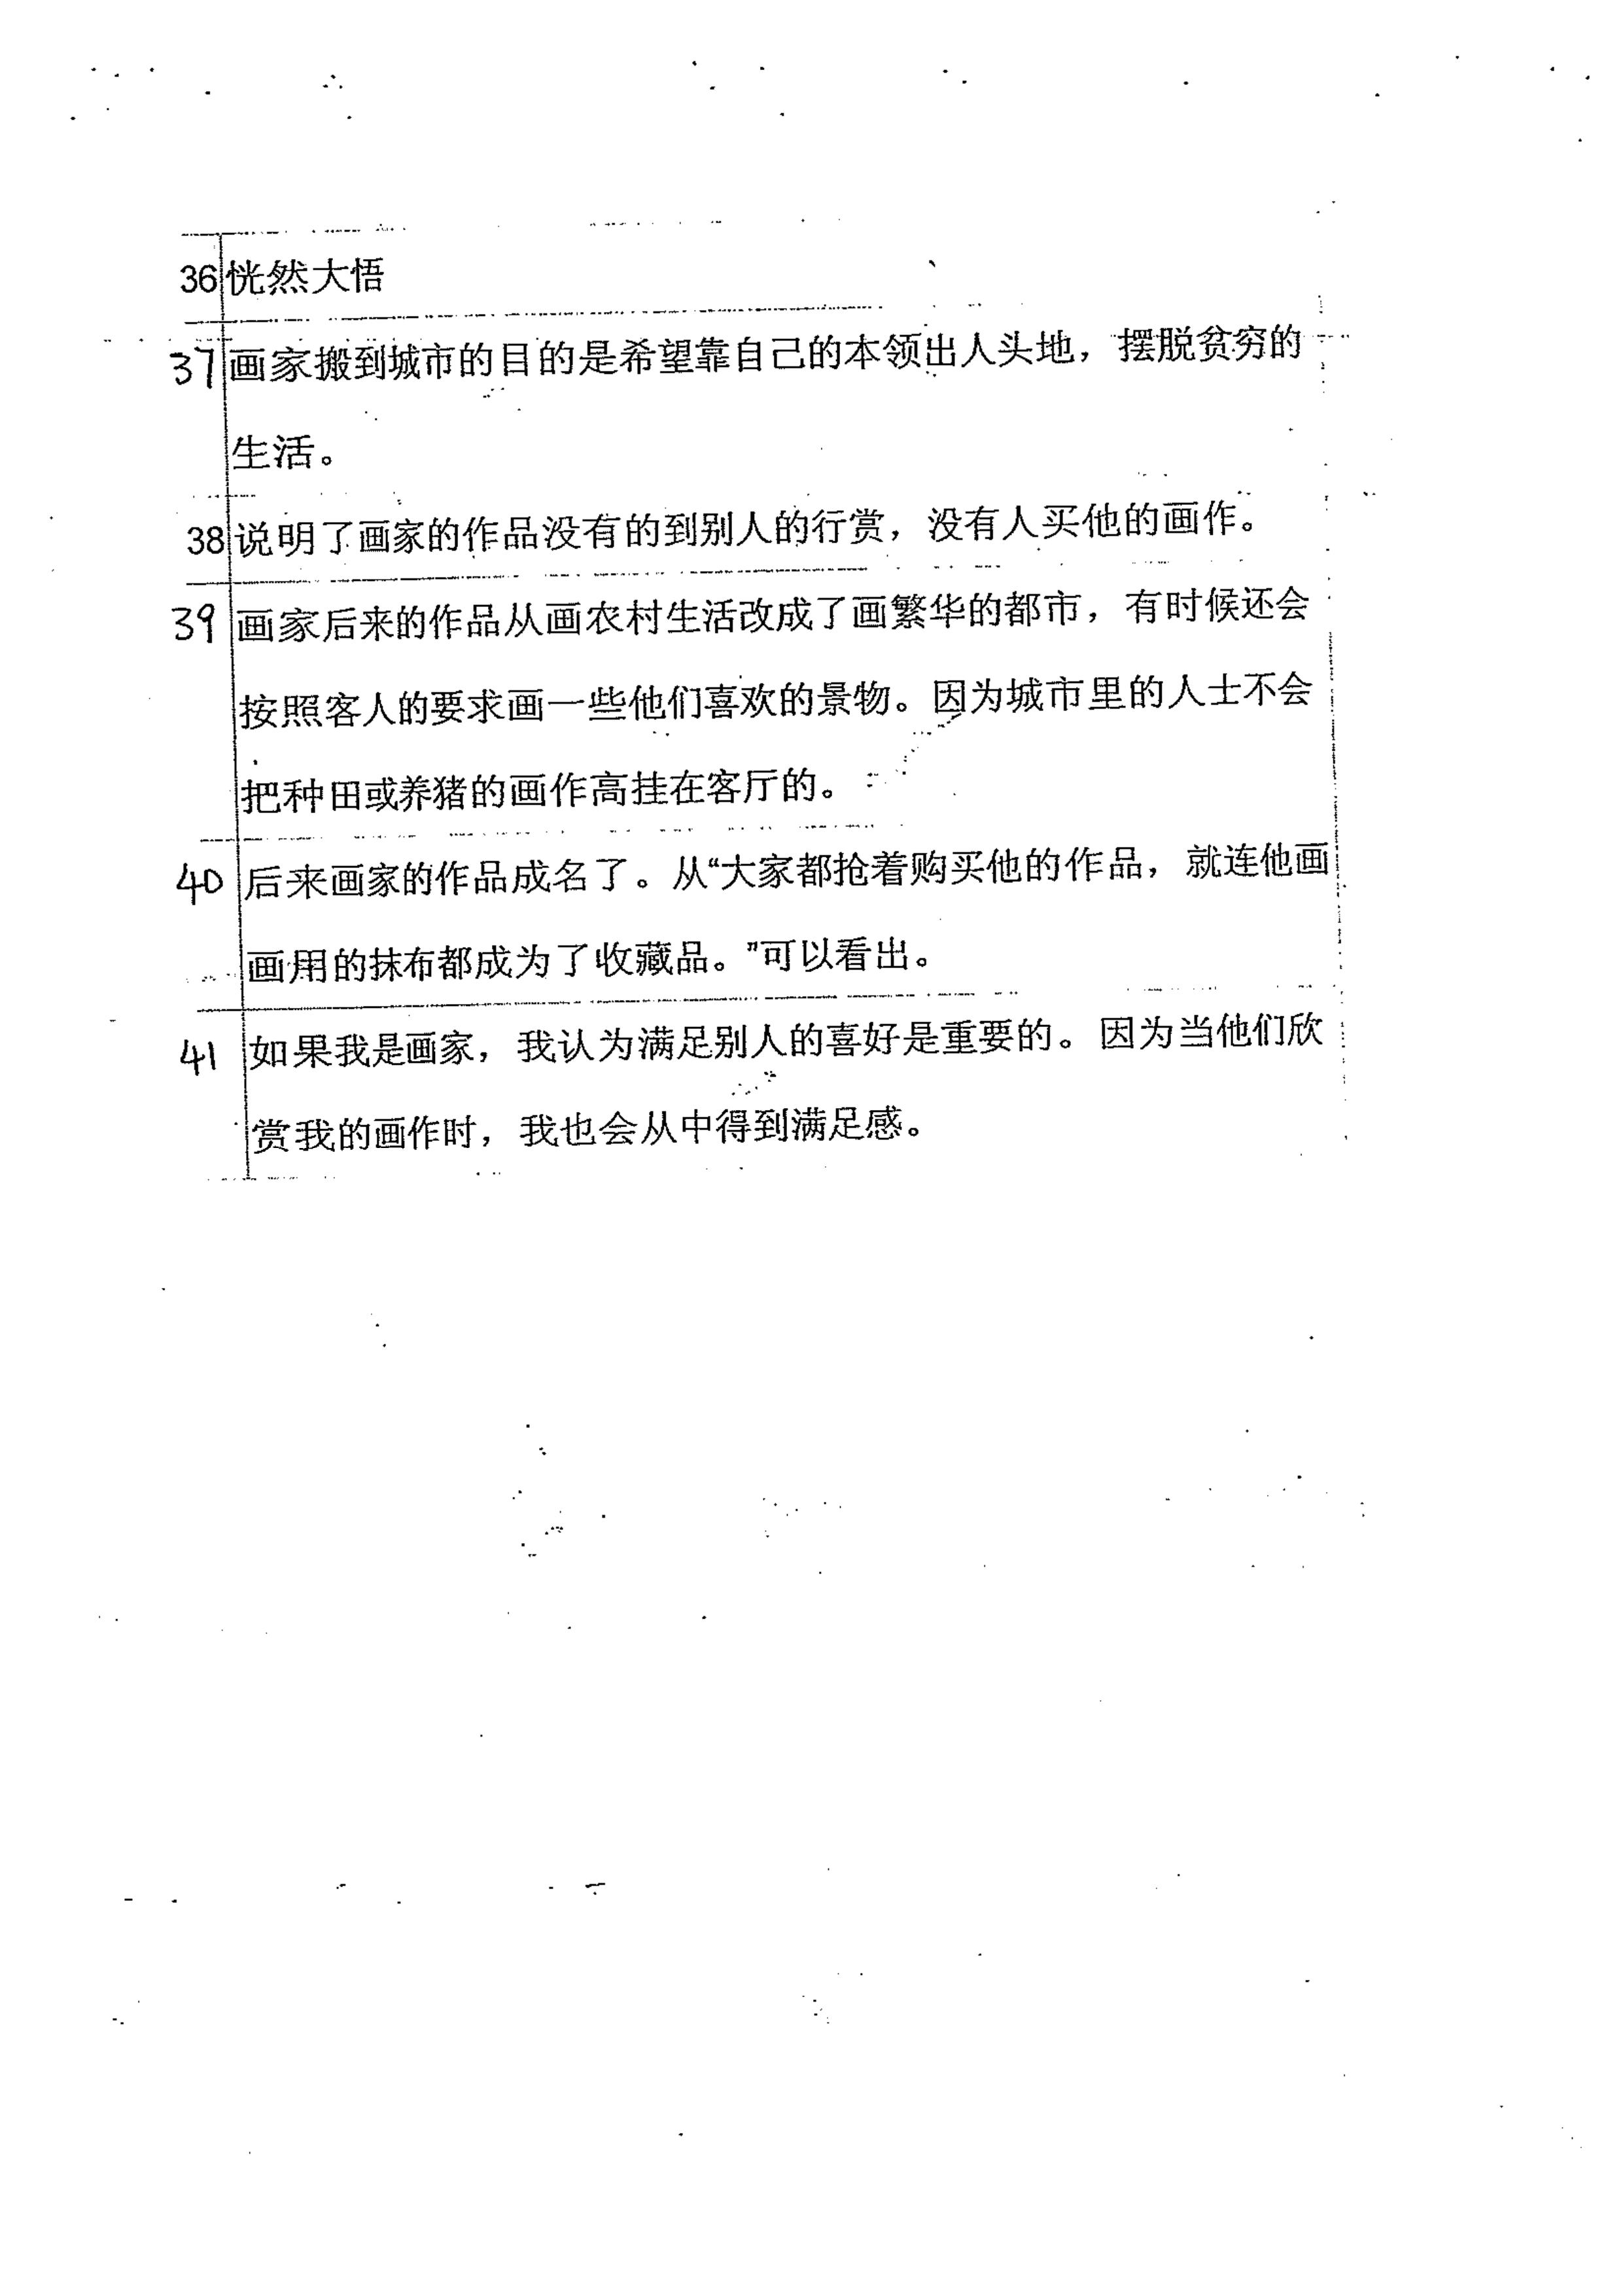 36 恍然大悟
37 画家搬到城市的目的是希望靠自己的本领出人头地，摆脱贫穷的
生活。
38 说明了画家的作品没有的到别人的行赏，没有人买他的画作。
39 画家后来的作品从画农村生活改成了画繁华的都市，有时候还会
按照客人的要求画一些他们喜欢的景物。因为城市里的人士不会
把种田或养猪的画作高挂在客厅的。
40 后来画家的作品成名了。从“大家都抢着购买他的作品，就连他画
画用的抹布都成为了收藏品。”可以看出。
41 如果我是画家，我认为满足别人的喜好是重要的。因为当他们欣
赏我的画作时，我也会从中得到满足感。